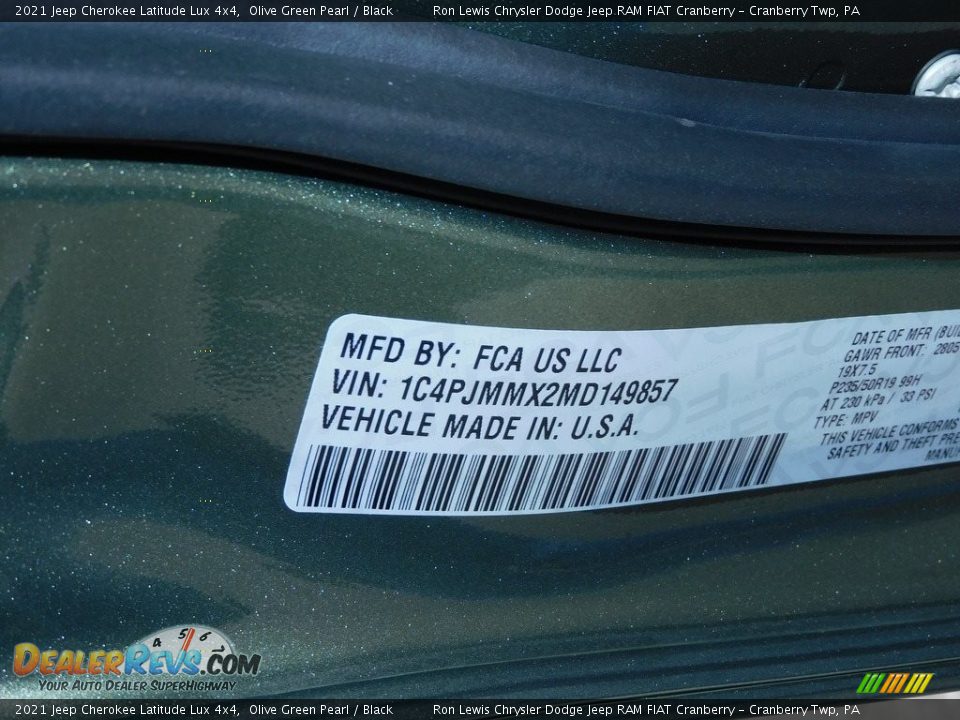 2021 Jeep Cherokee Latitude Lux 4x4,  Olive Green Pearl / Black          Ron Lewis Chrysler Dodge Jeep RAM FIAT Cranberry - Cranberry Twp, PA
MFD BY:  FCA US LLC
VIN:  1C4PJMMX2MD149857
VEHICLE MADE IN: U.S.A.
DATE OF MFR
GAWR FRONT:  2805
19X7.5
P235/50R19 99H
AT 230 kPa /  33 PSI
TYPE: MPV
THIS VEHICLE CONFORMS
SAFETY AND THEFT
4 5 6
DEALERREVS.COM
YOUR AUTO DEALER SUPERHIGHWAY
2021 Jeep Cherokee Latitude Lux 4x4,  Olive Green Pearl / Black          Ron Lewis Chrysler Dodge Jeep RAM FIAT Cranberry - Cranberry Twp, PA